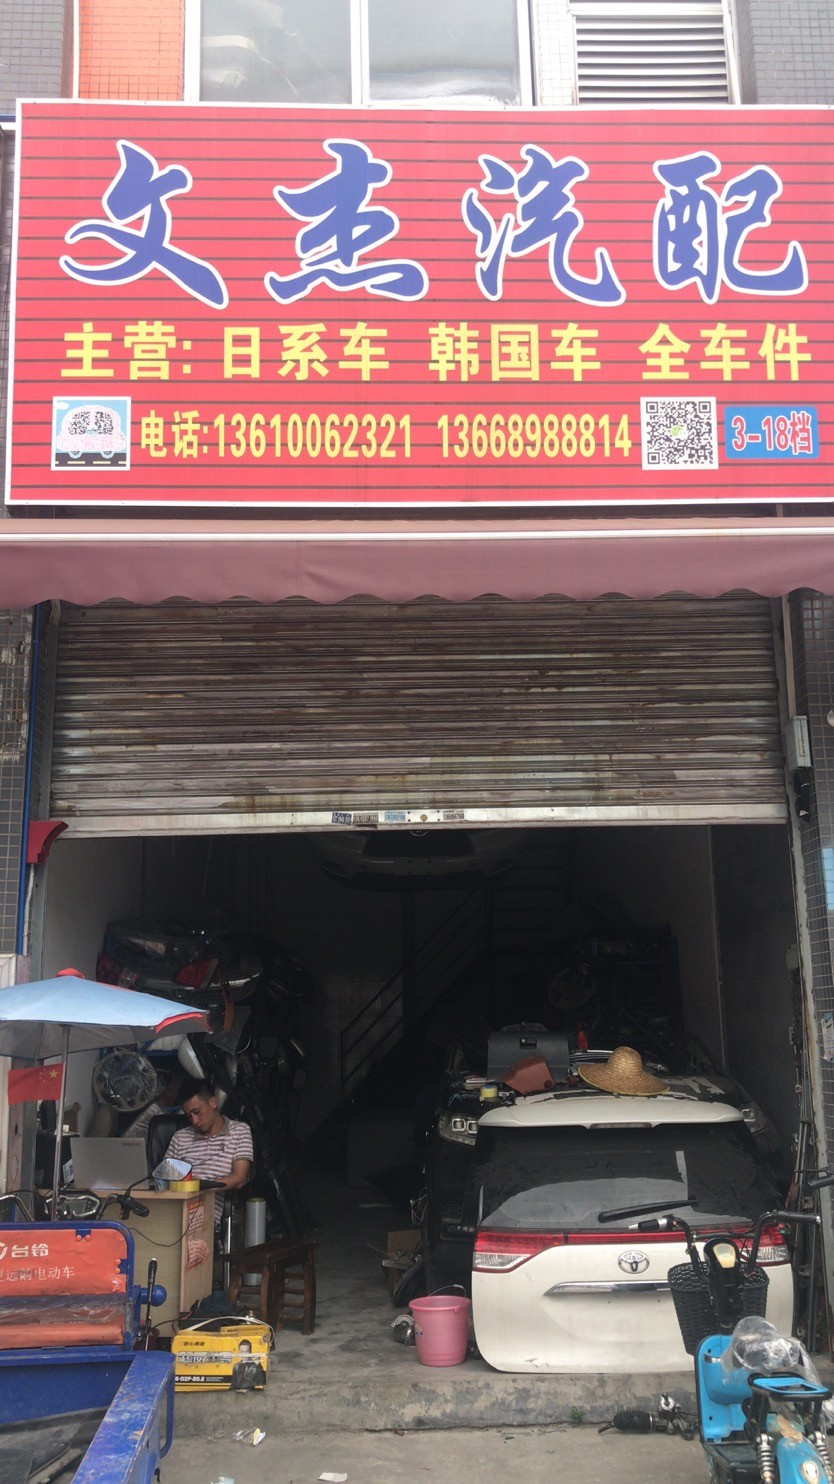 文杰汽配
主营:日系车 韩国车 全车件
电话:13610062321 13668988814
3-18档
台铃